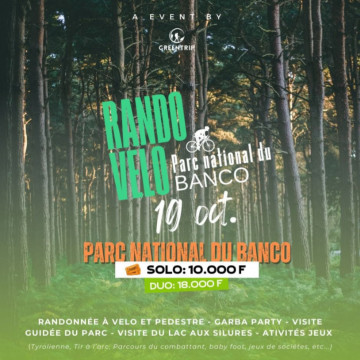 A EVENT BY
GREENTRIP
RANDO
VELO
Parc national du
BANCO
19 oct.
PARC NATIONAL DU BANCO
SOLO: 10.000 F
DUO: 18.000 F
RANDONNÉE À VELO ET PEDESTRE - GARBA PARTY - VISITE
GUIDÉE DU PARC - VISITE DU LAC AUX SILURES - ATIVITÉS JEUX
(Tyrolienne, Tir à l'arc, Parcours du combattant, baby foot, jeux de sociétés, etc...)